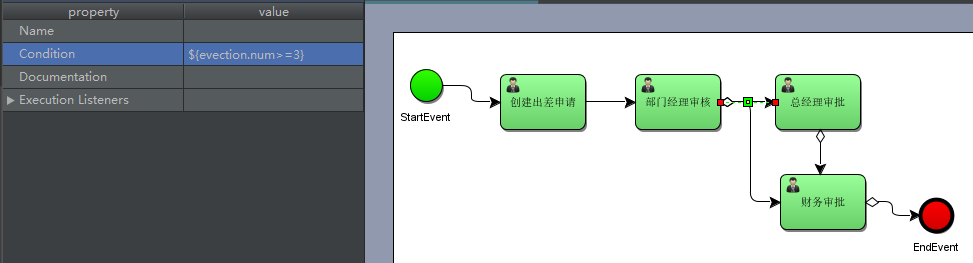 property value
Name
Condition ${evection.num>=3}
Documentation
Execution Listeners
StartEvent
创建出差申请
部门经理审核
总经理审批
财务审批
EndEvent